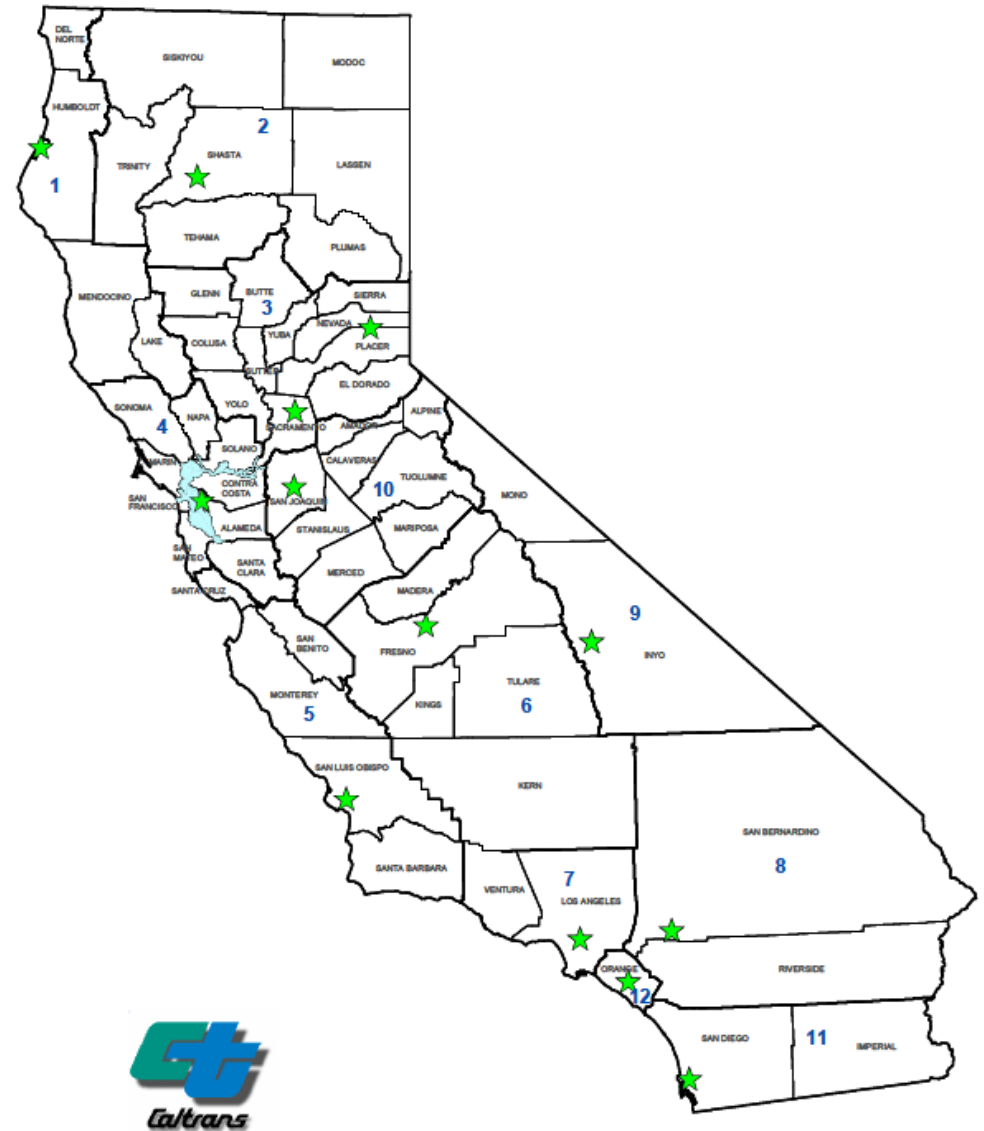 DEL
NORTE
SISKIYOU
MODOC
HUMBOLDT
2
TRINITY
SHASTA
LASSEN
1
TEHAMA
PLUMAS
MENDOCINO
GLENN
BUTTE
SIERRA
3
NEVADA
LAKE
COLUSA
YUBA
PLACER
SUTTER
EL DORADO
SONOMA
NAPA
YOLO
ALPINE
4
SACRAMENTO
AMADOR
SOLANO
MARIN
CALAVERAS
CONTRA
COSTA
TUOLUMNE
10
MONO
SAN
FRANCISCO
SAN JOAQUIN
ALAMEDA
STANISLAUS
MARIPOSA
SAN
MATEO
SANTA
CLARA
MERCED
SANTA CRUZ
MADERA
9
SAN
BENITO
FRESNO
INYO
TULARE
MONTEREY
KINGS
6
5
SAN LUIS OBISPO
KERN
SAN BERNARDINO
SANTA BARBARA
7
8
VENTURA
LOS ANGELES
ORANGE
RIVERSIDE
12
SAN DIEGO
11
IMPERIAL
ct
Caltrans